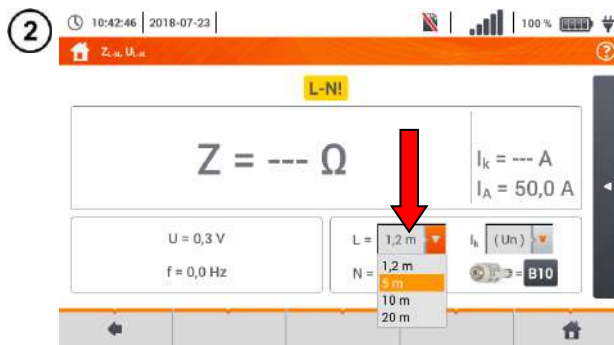 2
10:42:46 2018-07-23 100 %
Z L-N, U L-N ?
L-N!
Z = --- Ω
Ik = --- A
IA = 50,0 A
U = 0,3 V
f = 0,0 Hz
L = 1,2 m
Ik (Un)
N =
1,2 m
5 m
10 m
20 m
= B10